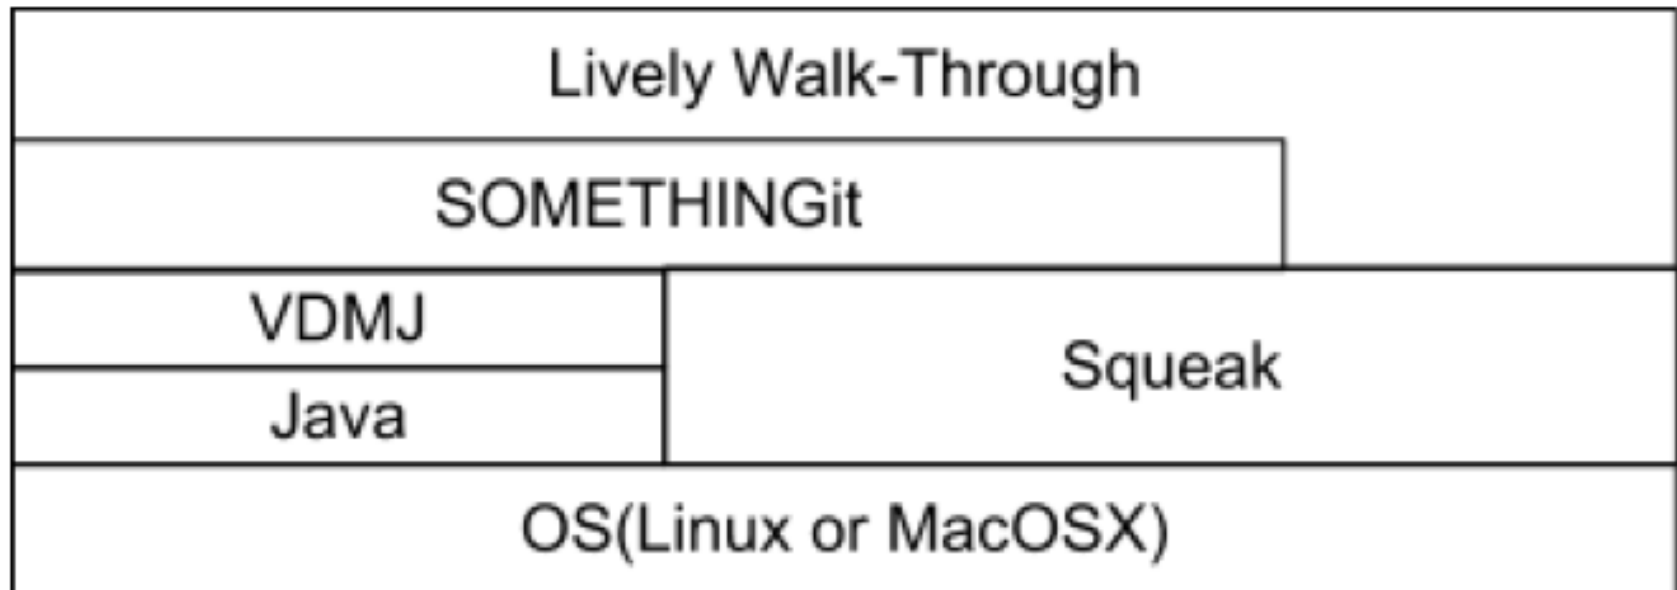 Lively Walk-Through
SOMETHINGit
VDMJ
Squeak
Java
OS(Linux or MacOSX)